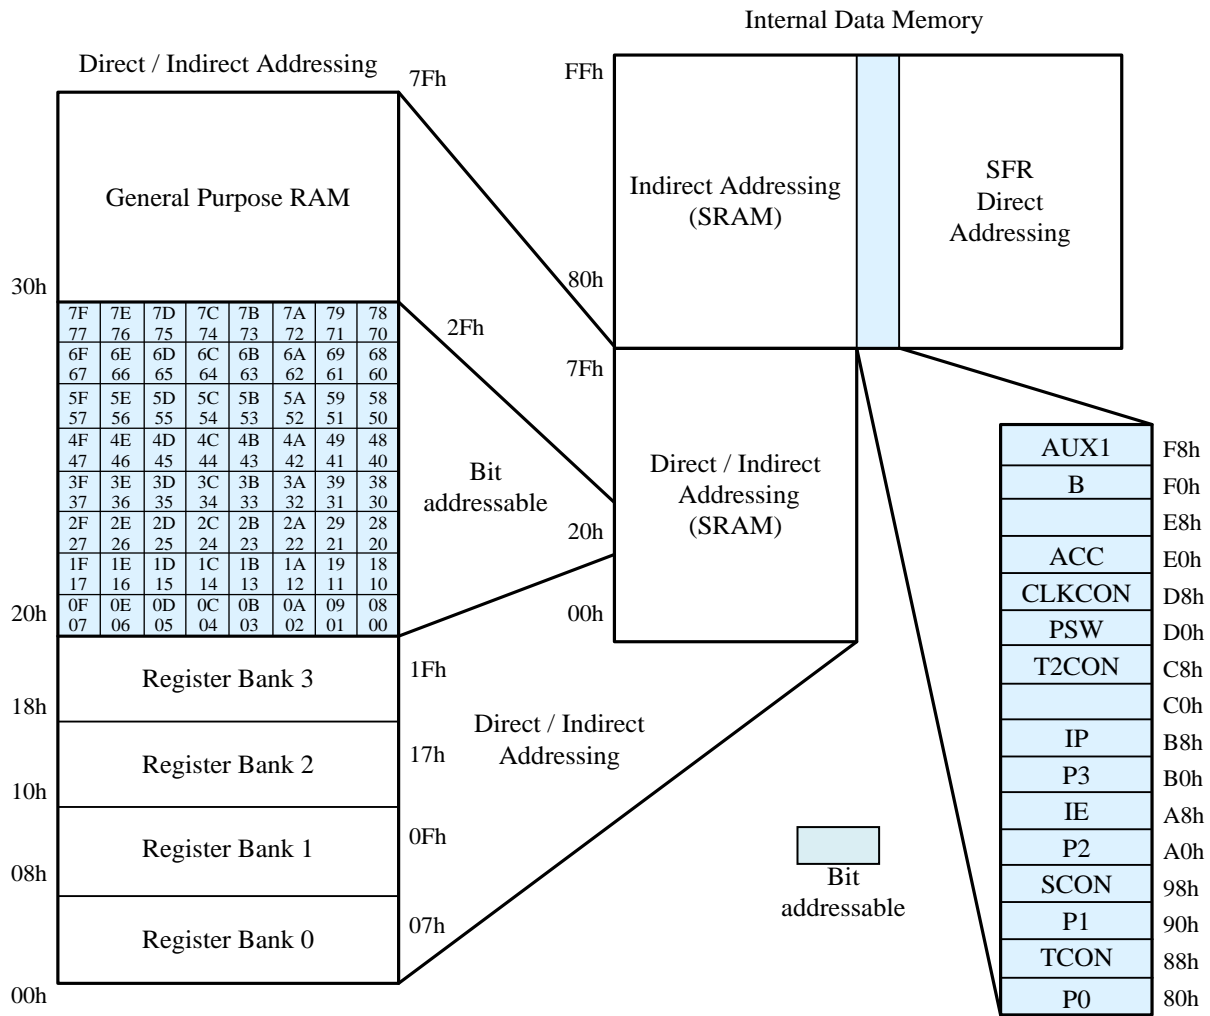 Internal Data Memory
Direct / Indirect Addressing
7Fh
General Purpose RAM
30h
7F 7E 7D 7C 7B 7A 79 78
77 76 75 74 73 72 71 70
6F 6E 6D 6C 6B 6A 69 68
67 66 65 64 63 62 61 60
5F 5E 5D 5C 5B 5A 59 58
57 56 55 54 53 52 51 50
4F 4E 4D 4C 4B 4A 49 48
47 46 45 44 43 42 41 40
3F 3E 3D 3C 3B 3A 39 38
37 36 35 34 33 32 31 30
2F 2E 2D 2C 2B 2A 29 28
27 26 25 24 23 22 21 20
1F 1E 1D 1C 1B 1A 19 18
17 16 15 14 13 12 11 10
0F 0E 0D 0C 0B 0A 09 08
07 06 05 04 03 02 01 00
20h
2Fh
Bit
addressable
Register Bank 3
1Fh
18h
Register Bank 2
17h
10h
Register Bank 1
0Fh
08h
Register Bank 0
07h
00h
Direct / Indirect
Addressing
FFh
Indirect Addressing
(SRAM)
80h
SFR
Direct
Addressing
7Fh
Direct / Indirect
Addressing
(SRAM)
20h
00h
Bit
addressable
AUX1 F8h
B F0h
E8h
ACC E0h
CLKCON D8h
PSW D0h
T2CON C8h
C0h
IP B8h
P3 B0h
IE A8h
P2 A0h
SCON 98h
P1 90h
TCON 88h
P0 80h